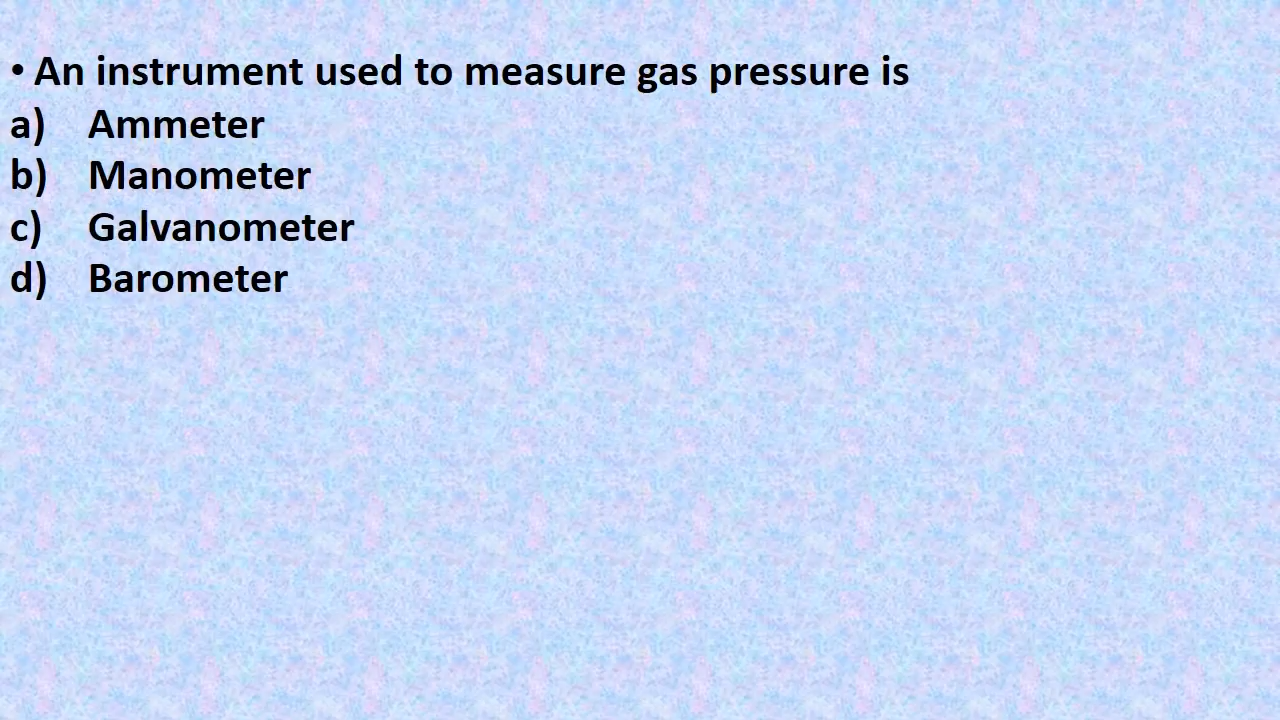 • An instrument used to measure gas pressure is
a) Ammeter
b) Manometer
c) Galvanometer
d) Barometer